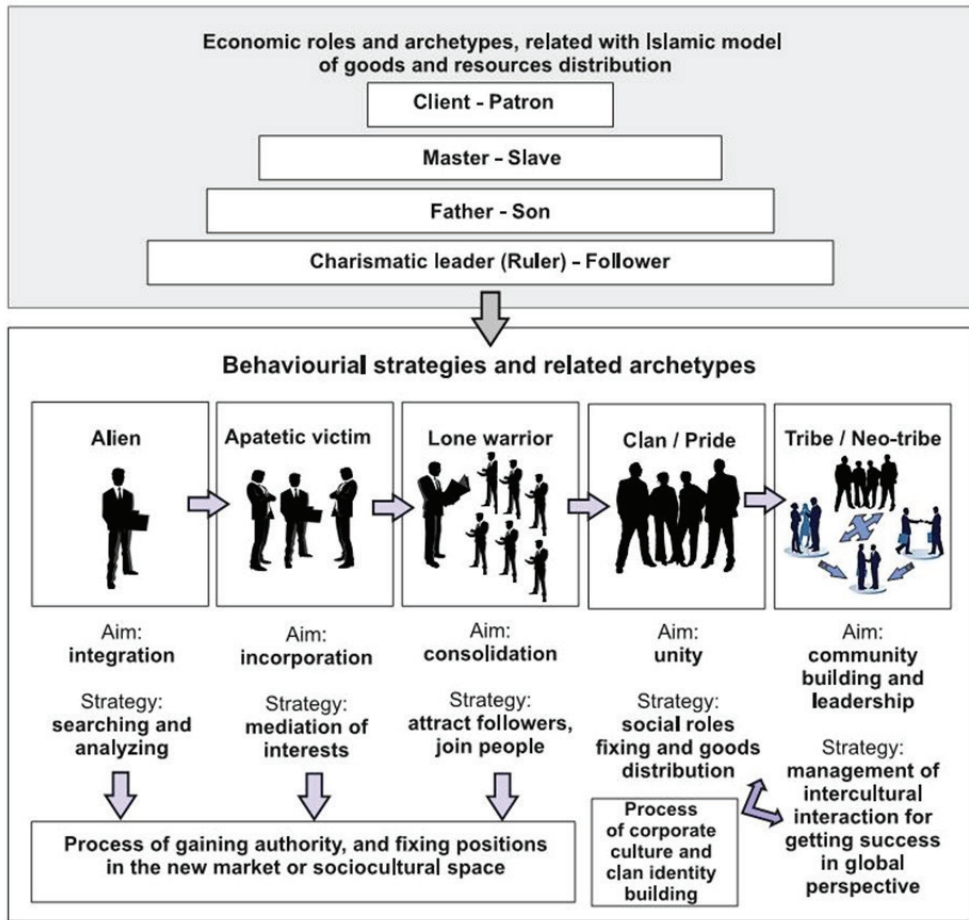 Economic roles and archetypes, related with Islamic model
of goods and resources distribution
Client - Patron
Master - Slave
Father - Son
Charismatic leader (Ruler) - Follower
Behaviourial strategies and related archetypes
Alien
Apatetic victim
Lone warrior
Clan / Pride
Tribe / Neo-tribe
Aim:
integration
Strategy:
searching and
analyzing
Aim:
incorporation
Strategy:
mediation of
interests
Aim:
consolidation
Strategy:
attract followers,
join people
Aim:
unity
Strategy:
social roles
fixing and goods
distribution
Aim:
community
building and
leadership
Strategy:
management of
intercultural
interaction for
getting success
in global
perspective
Process of gaining authority, and fixing positions
in the new market or sociocultural space
Process
of corporate
culture and
clan identity
building